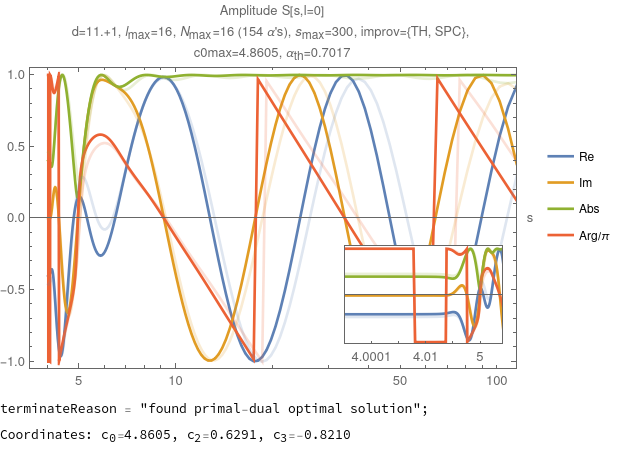 Amplitude S[s,l=0]
d=11.+1, lmax=16, Nmax=16 (154 α's), smax=300, improv={TH, SPC},
c0max=4.8605, αth=0.7017
1.0
0.5
0.0
-0.5
-1.0
s
5
10
50
100
4.0001
4.01
5
Re
Im
Abs
Arg/π
terminateReason = "found primal-dual optimal solution";
Coordinates: c0=4.8605, c2=0.6291, c3=-0.8210